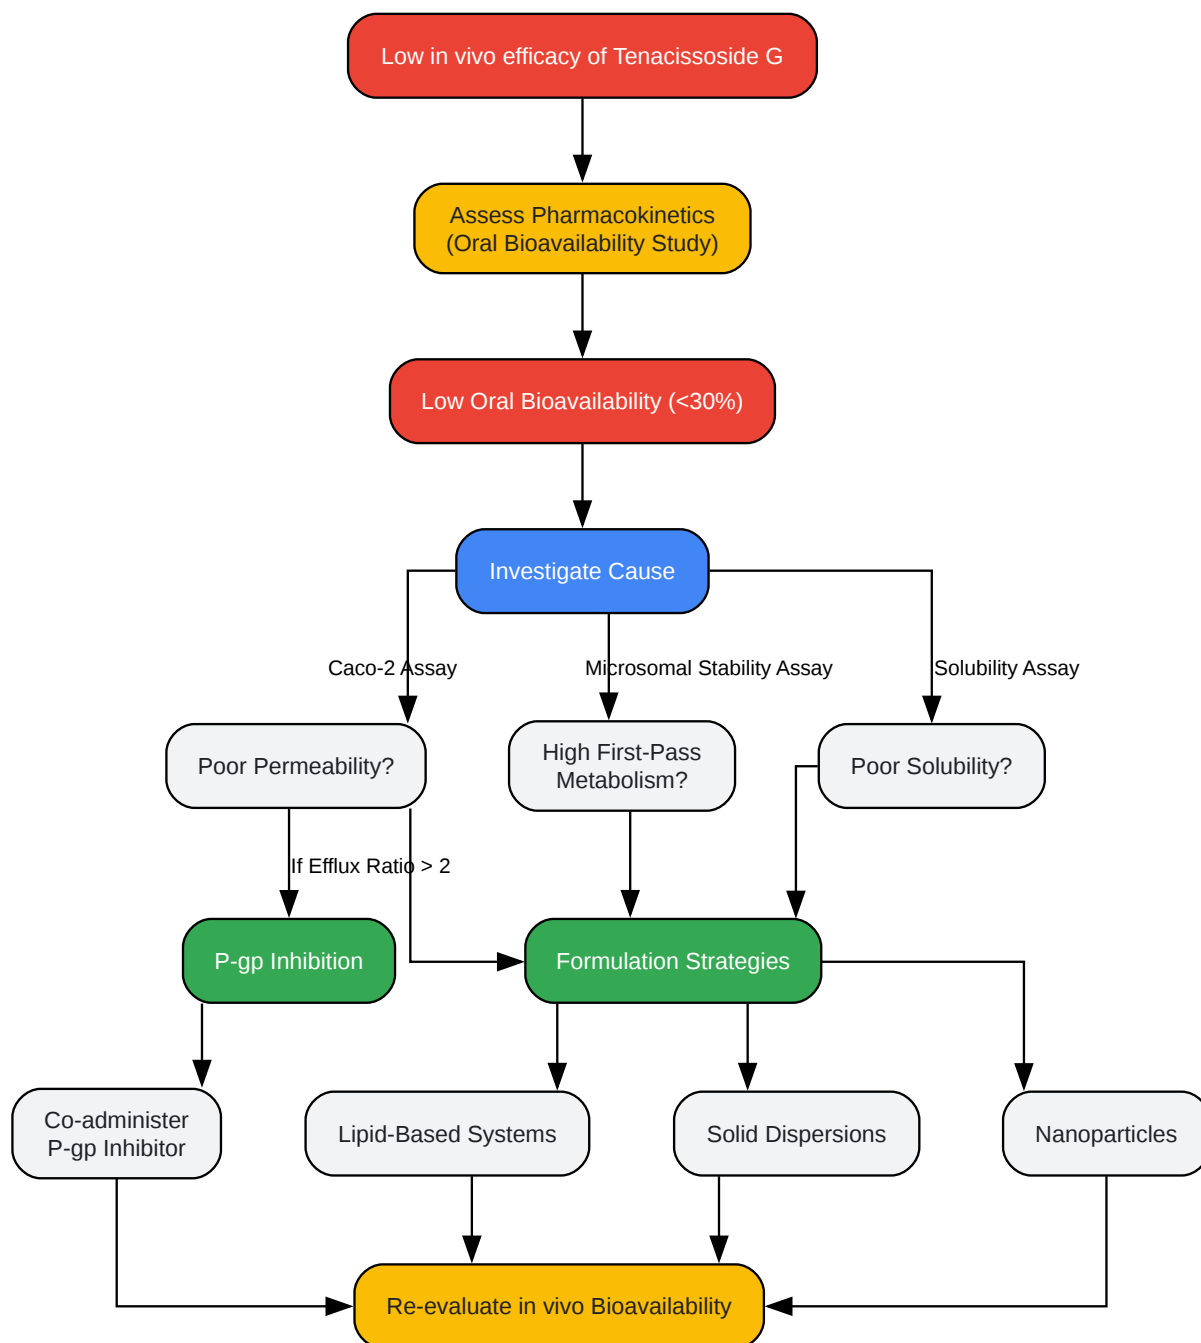 Low in vivo efficacy of Tenacissoside G
Assess Pharmacokinetics
(Oral Bioavailability Study)
Low Oral Bioavailability (<30%)
Investigate Cause
Caco-2 Assay
Microsomal Stability Assay
Solubility Assay
Poor Permeability?
High First-Pass
Metabolism?
Poor Solubility?
If Efflux Ratio > 2
P-gp Inhibition
Formulation Strategies
Co-administer
P-gp Inhibitor
Lipid-Based Systems
Solid Dispersions
Nanoparticles
Re-evaluate in vivo Bioavailability